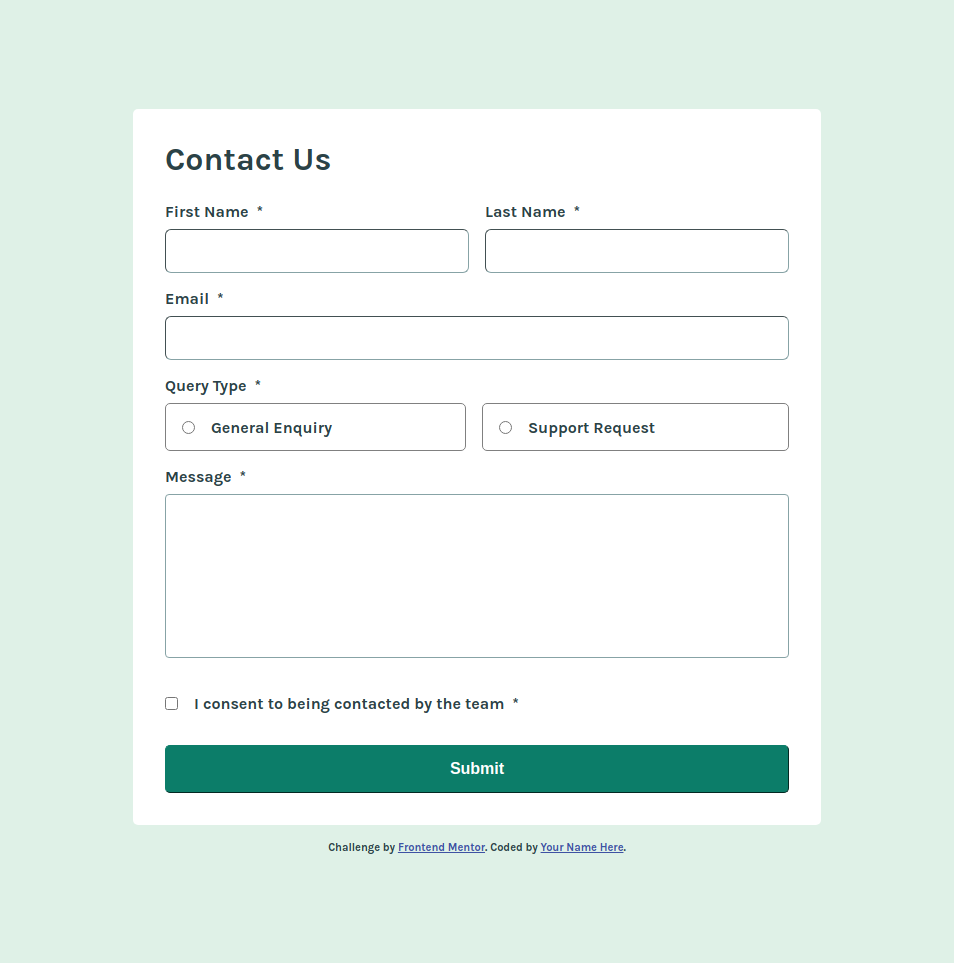 Contact Us
First Name * Last Name *
Email *
Query Type *
General Enquiry Support Request
Message *
I consent to being contacted by the team *
Submit
Challenge by Frontend Mentor. Coded by Your Name Here.